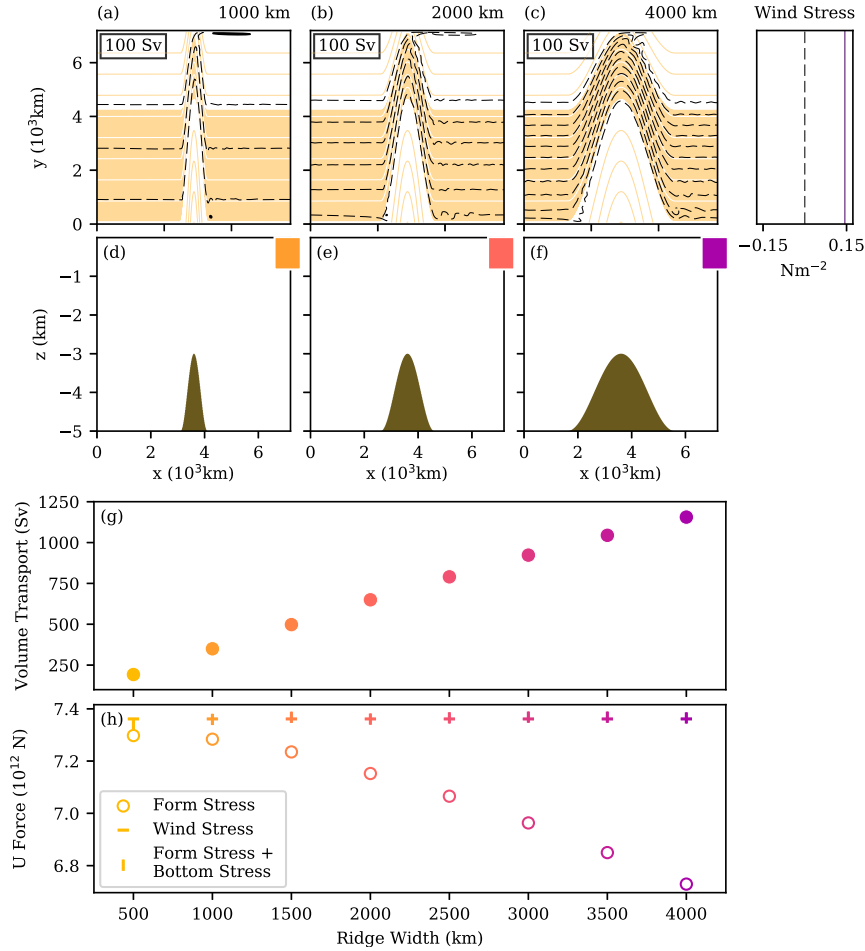 (a) 1000 km (b) 2000 km (c) 4000 km Wind Stress
100 Sv 100 Sv 100 Sv
6
4
2
0
y (10³km)
−0.15 0.15
Nm⁻²
(d) (e) (f)
−1
−2
−3
−4
−5
z (km)
0 2 4 6 0 2 4 6 0 2 4 6
x (10³km) x (10³km) x (10³km)
(g)
1250
1000
750
500
250
Volume Transport (Sv)
(h)
7.4
7.2
7.0
6.8
U Force (10¹² N)
Form Stress
Wind Stress
Form Stress +
Bottom Stress
500 1000 1500 2000 2500 3000 3500 4000
Ridge Width (km)